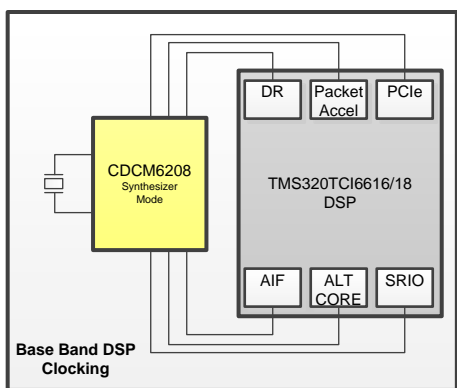 DR
Packet
Accel
PCIe
CDCM6208
Synthesizer
Mode
TMS320TCI6616/18
DSP
AIF
ALT
CORE
SRIO
Base Band DSP
Clocking